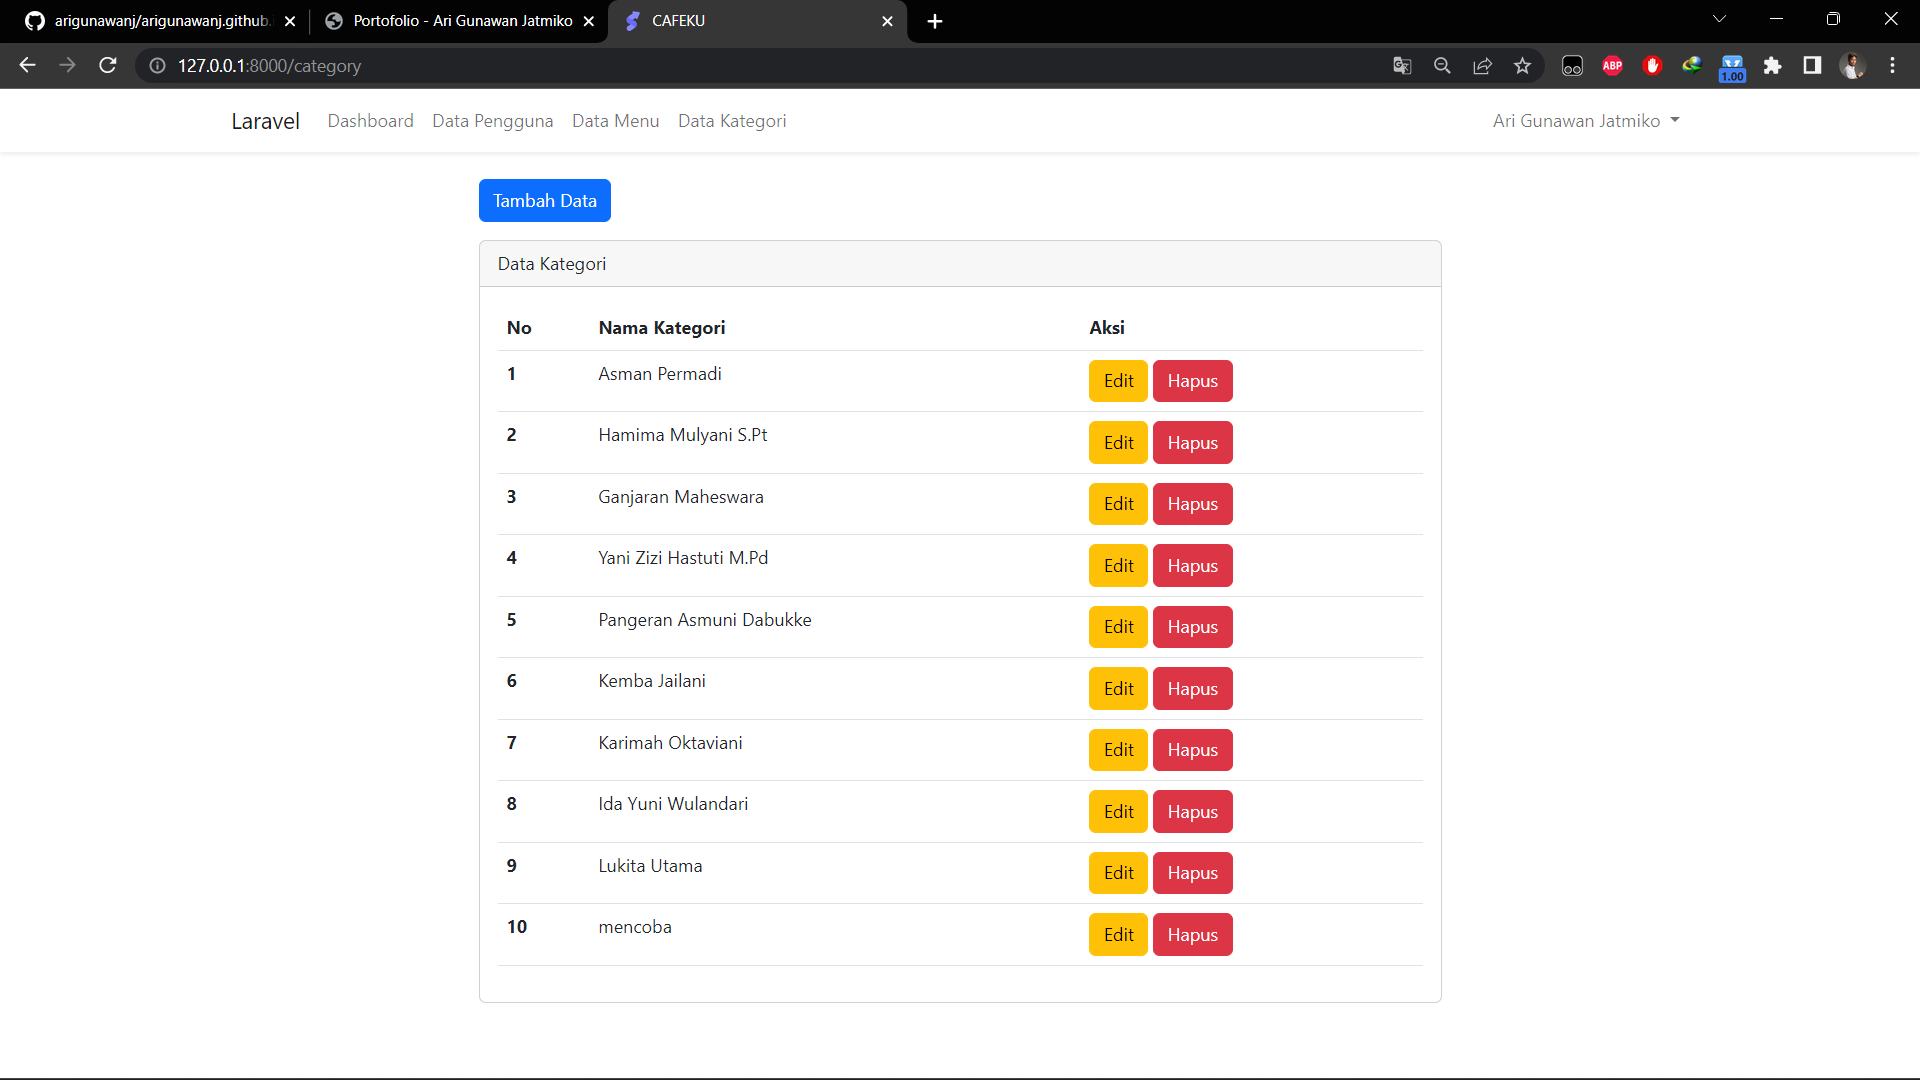 arigunawanj/arigunawanj.github.
Portofolio - Ari Gunawan Jatmiko
CAFEKU
127.0.0.1:8000/category
ABP
1.00
Laravel
Dashboard
Data Pengguna
Data Menu
Data Kategori
Ari Gunawan Jatmiko
Tambah Data
Data Kategori
No Nama Kategori Aksi
1 Asman Permadi Edit Hapus
2 Hamima Mulyani S.Pt Edit Hapus
3 Ganjaran Maheswara Edit Hapus
4 Yani Zizi Hastuti M.Pd Edit Hapus
5 Pangeran Asmuni Dabukke Edit Hapus
6 Kemba Jailani Edit Hapus
7 Karimah Oktaviani Edit Hapus
8 Ida Yuni Wulandari Edit Hapus
9 Lukita Utama Edit Hapus
10 mencoba Edit Hapus